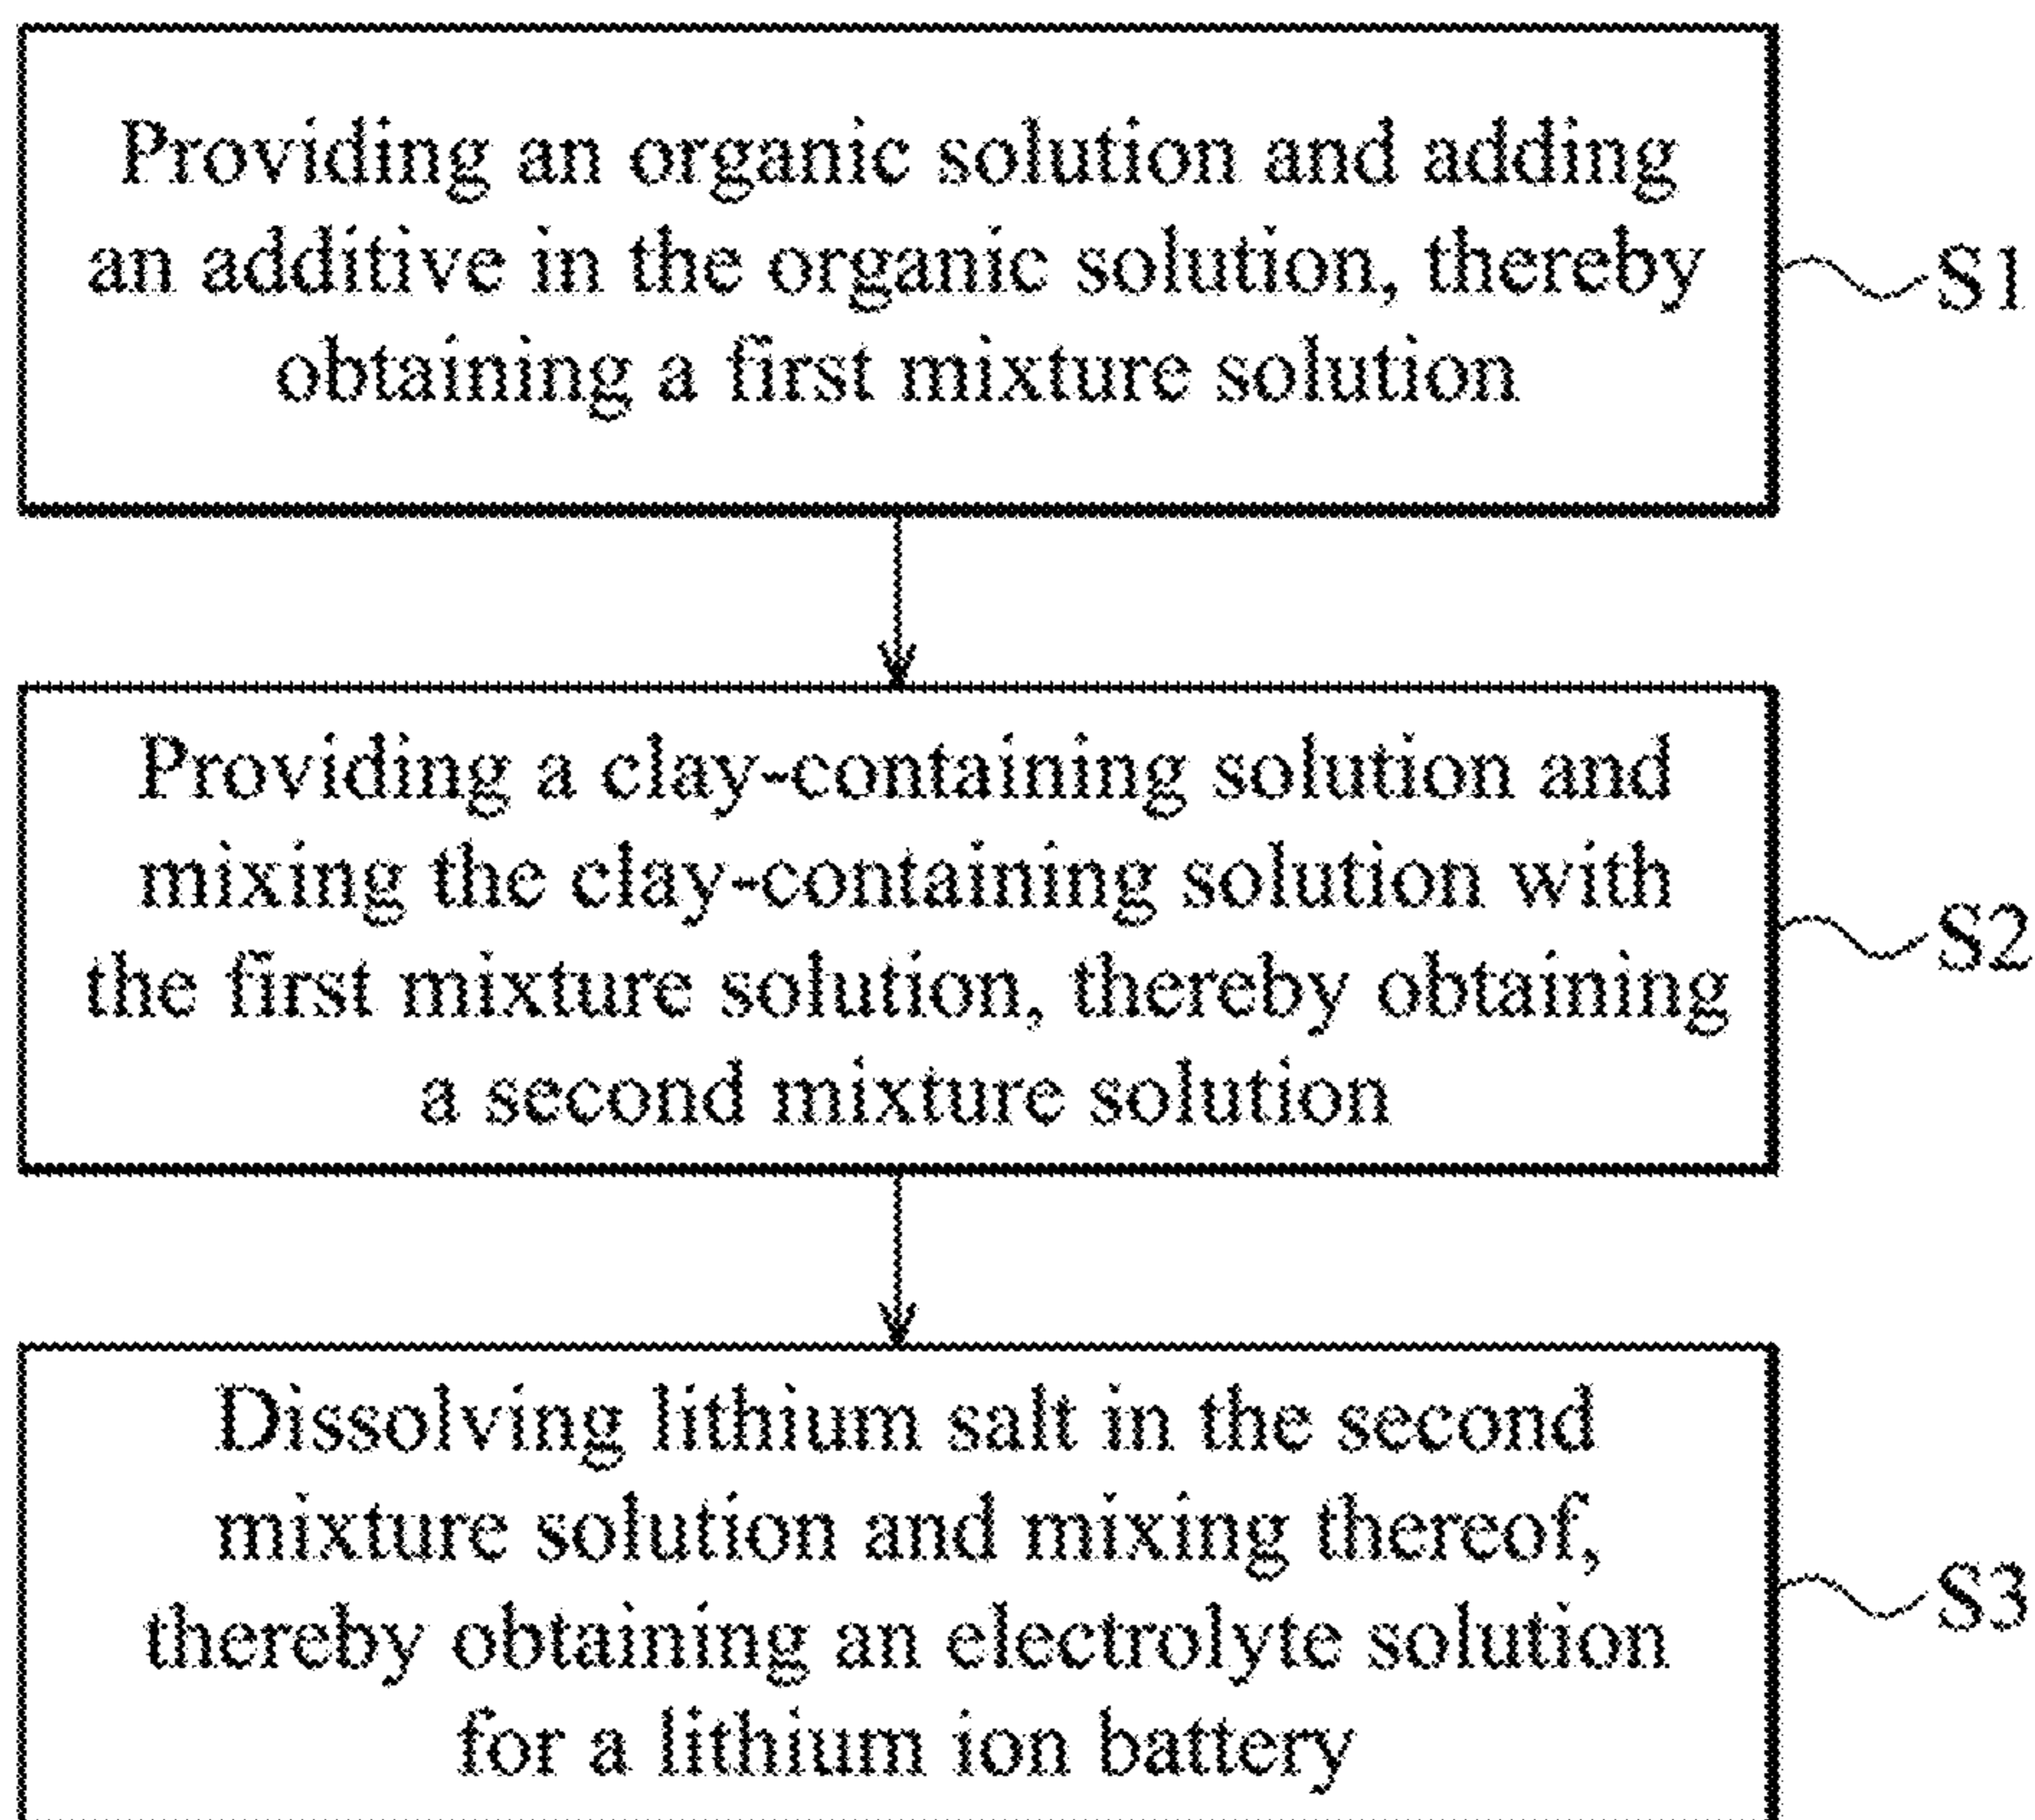 Providing an organic solution and adding
an additive in the organic solution, thereby
obtaining a first mixture solution
S1
Providing a clay-containing solution and
mixing the clay-containing solution with
the first mixture solution, thereby obtaining
a second mixture solution
S2
Dissolving lithium salt in the second
mixture solution and mixing thereof,
thereby obtaining an electrolyte solution
for a lithium ion battery
S3